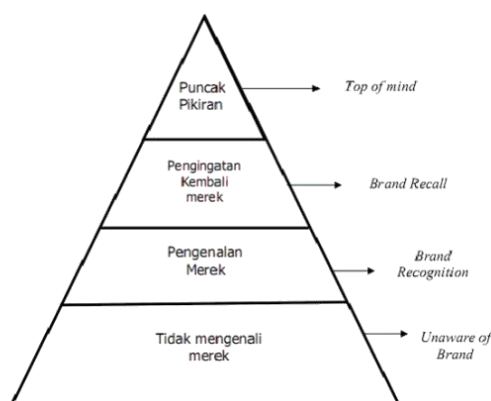 Puncak
Pikiran
Top of mind
Pengingatan
Kembali
merek
Brand Recall
Pengenalan
Merek
Brand
Recognition
Tidak mengenali
merek
Unaware of
Brand